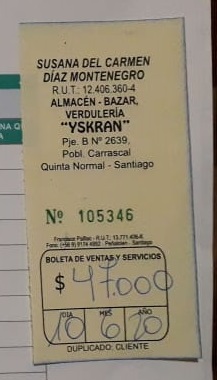 SUSANA DEL CARMEN
DÍAZ MONTENEGRO
R.U.T.: 12.406.360-4
ALMACÉN - BAZAR,
VERDULERÍA
"YSKRAN"
Pje. B Nº 2639,
Pobl. Carrascal
Quinta Normal - Santiago
Nº 105346
BOLETA DE VENTAS Y SERVICIOS
$ 47.000
DIA MES AÑO
10 6 20
DUPLICADO: CLIENTE